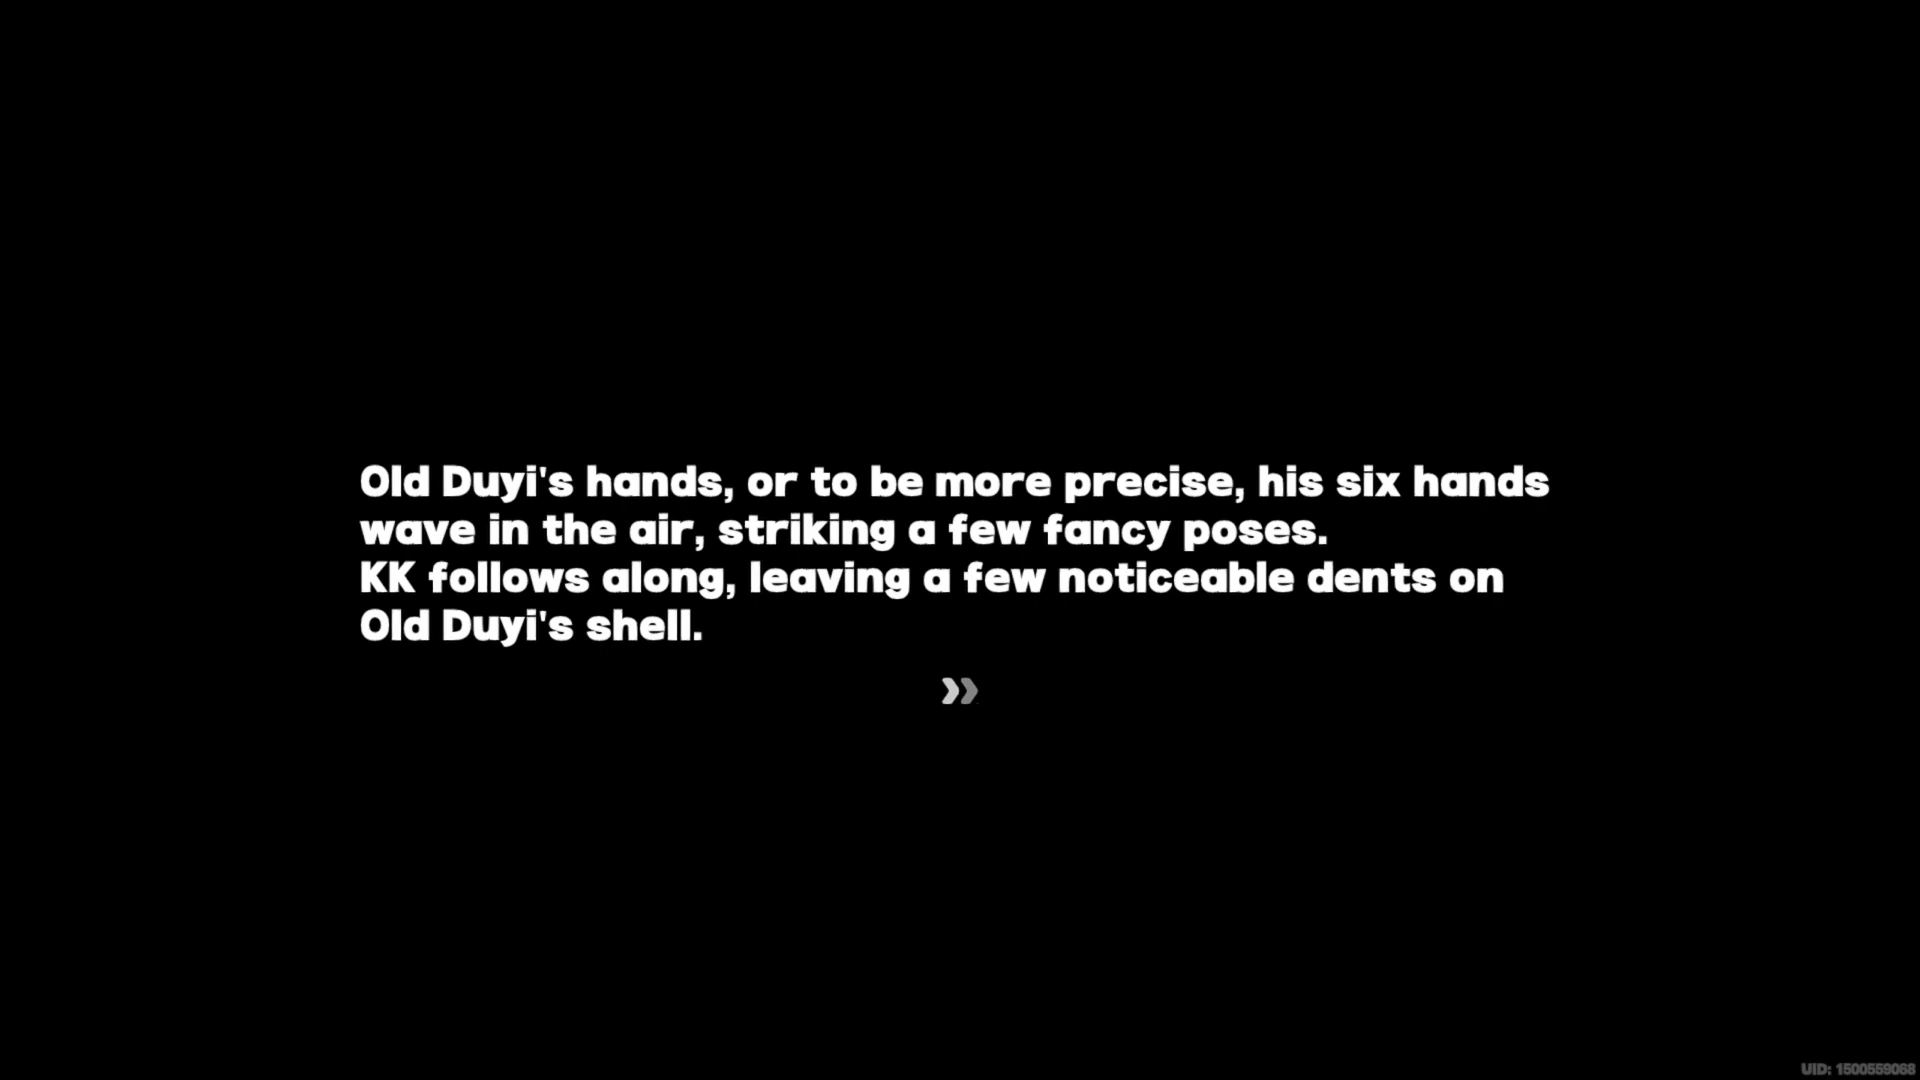 Old Duyi's hands, or to be more precise, his six hands
wave in the air, striking a few fancy poses.
KK follows along, leaving a few noticeable dents on
Old Duyi's shell.
UID: 1500559068